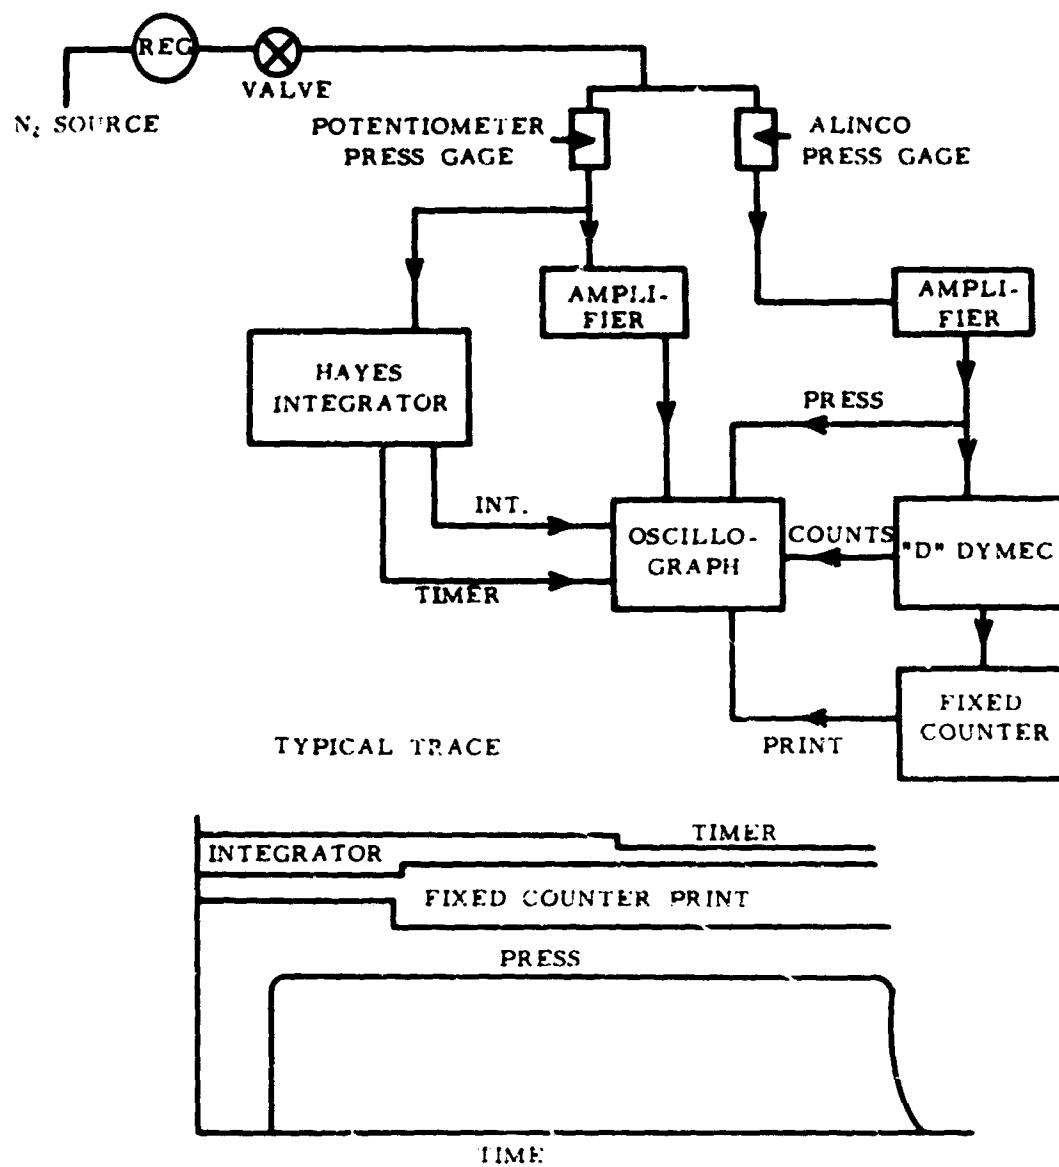 REG
VALVE
N2 SOURCE
POTENTIOMETER
PRESS GAGE
ALINCO
PRESS GAGE
AMPLI-
FIER
AMPLI-
FIER
HAYES
INTEGRATOR
PRESS
INT.
OSCILLO-
GRAPH
COUNTS
"D" DYMEC
TIMER
FIXED
COUNTER
PRINT
TYPICAL TRACE
TIMER
INTEGRATOR
FIXED COUNTER PRINT
PRESS
TIME